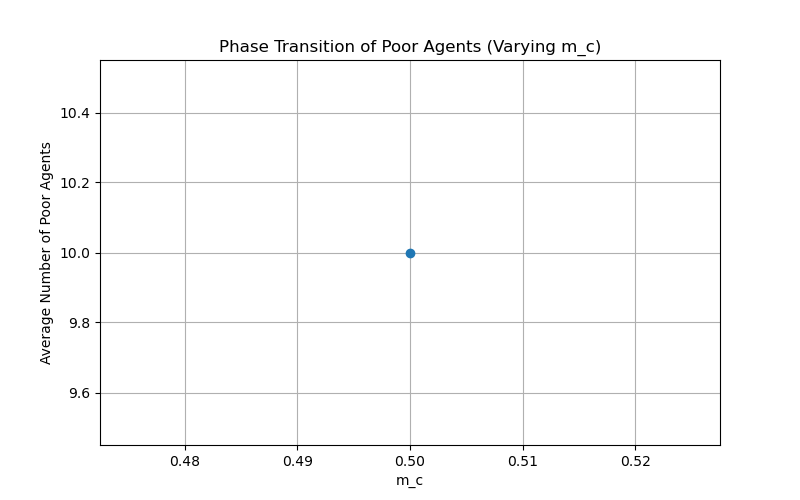 Phase Transition of Poor Agents (Varying m_c)
Average Number of Poor Agents
10.4
10.2
10.0
9.8
9.6
0.48 0.49 0.50 0.51 0.52
m_c